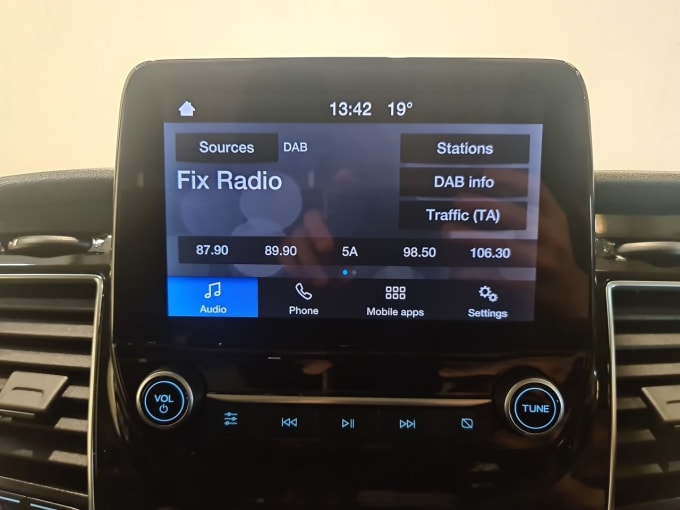 13:42 19°
Sources DAB Stations
Fix Radio DAB info
Traffic (TA)
87.90 89.90 5A 98.50 106.30
Audio Phone Mobile apps Settings
VOL TUNE